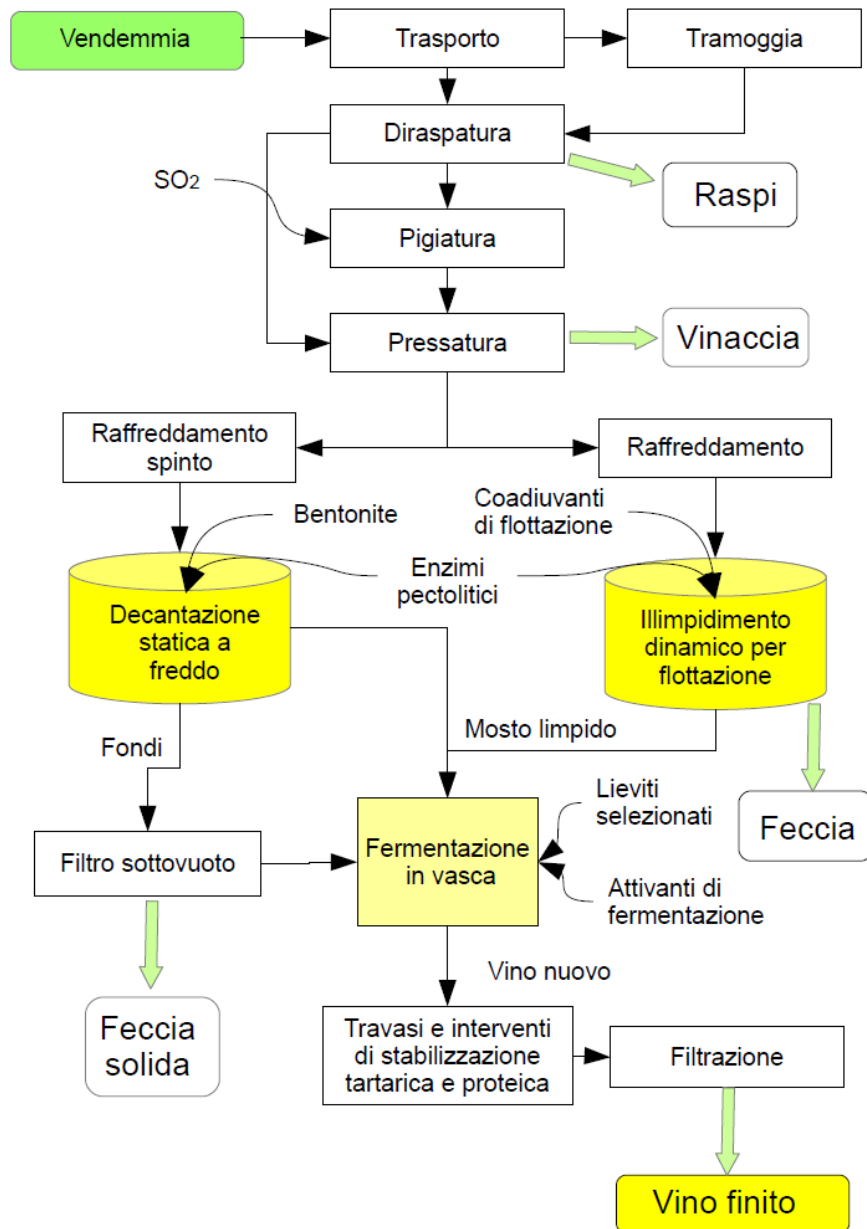 Vendemmia
Trasporto
Tramoggia
Diraspatura
SO2
Raspi
Pigiatura
Pressatura
Vinaccia
Raffreddamento
spinto
Raffreddamento
Bentonite
Coadiuvanti
di flottazione
Enzimi
pectolitici
Decantazione
statica a
freddo
Illimpidimento
dinamico per
flottazione
Fondi
Mosto limpido
Lieviti
selezionati
Feccia
Filtro sottovuoto
Fermentazione
in vasca
Attivanti di
fermentazione
Vino nuovo
Feccia
solida
Travasi e interventi
di stabilizzazione
tartarica e proteica
Filtrazione
Vino finito